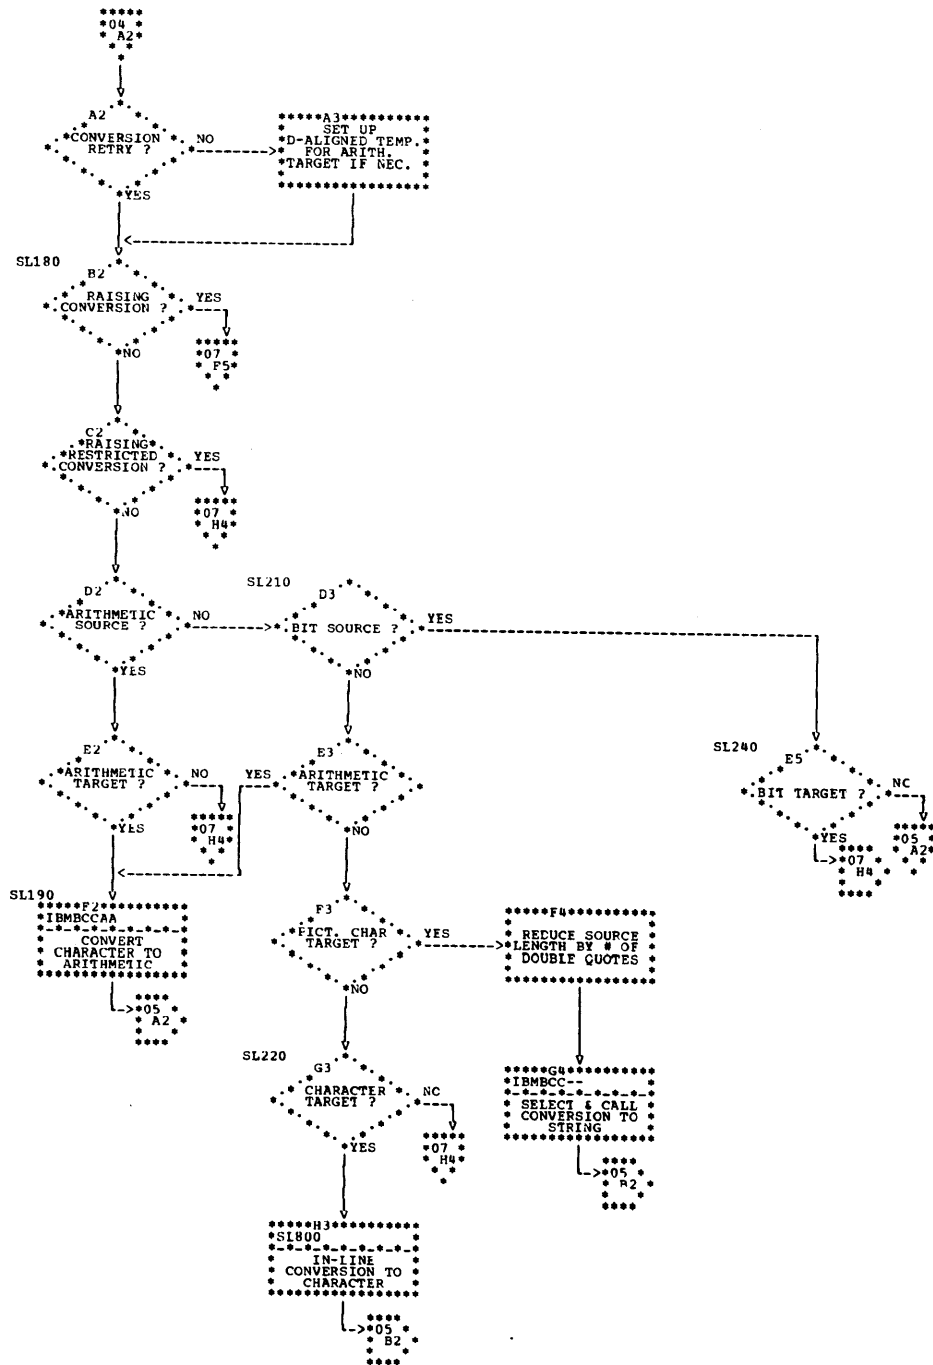 04
A2
A2
CONVERSION
RETRY ?
NO
YES
A3
SET UP
D-ALIGNED TEMP.
FOR ARITH.
TARGET IF NEC.
SL180
B2
RAISING
CONVERSION ?
YES
NO
07
F5
C2
RAISING
RESTRICTED
CONVERSION ?
YES
NO
07
H4
D2
ARITHMETIC
SOURCE ?
NO
YES
SL210
D3
BIT SOURCE ?
YES
NO
E2
ARITHMETIC
TARGET ?
NO
YES
07
H4
E3
ARITHMETIC
TARGET ?
YES
NO
SL240
E5
BIT TARGET ?
NC
YES
07
H4
05
A2
SL190
F2
IBMBCCAA
CONVERT
CHARACTER TO
ARITHMETIC
05
A2
F3
PICT. CHAR
TARGET ?
YES
NO
F4
REDUCE SOURCE
LENGTH BY # OF
DOUBLE QUOTES
SL220
G3
CHARACTER
TARGET ?
NC
YES
07
H4
G4
IBMBCC--
SELECT & CALL
CONVERSION TO
STRING
05
B2
H3
SL800
IN-LINE
CONVERSION TO
CHARACTER
05
B2